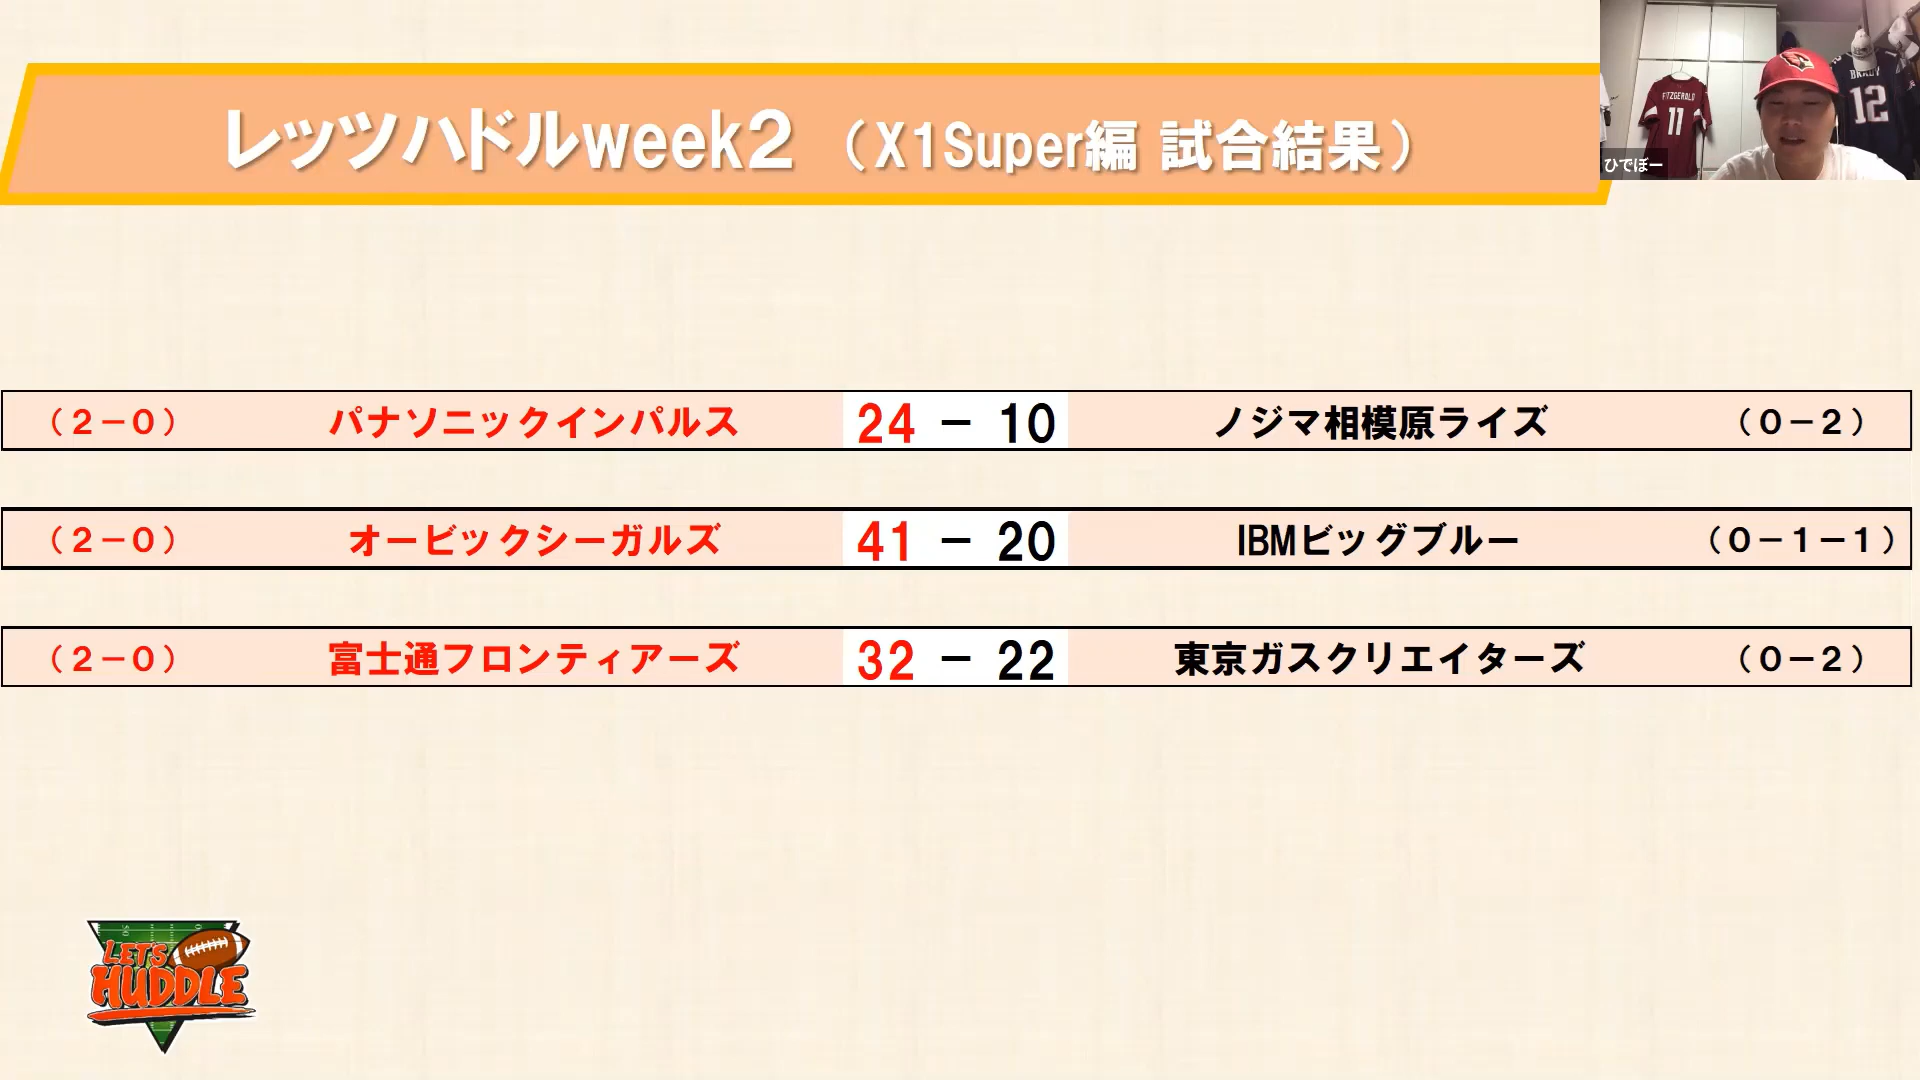 レッツハドルweek2（X1Super編 試合結果）
FITZGERALD
11
BRADY
12
ひでぼー
（2－0） パナソニックインパルス 24 － 10 ノジマ相模原ライズ （0－2）
（2－0） オービックシーガルズ 41 － 20 IBMビッグブルー （0－1－1）
（2－0） 富士通フロンティアーズ 32 － 22 東京ガスクリエイターズ （0－2）
LET'S
HUDDLE